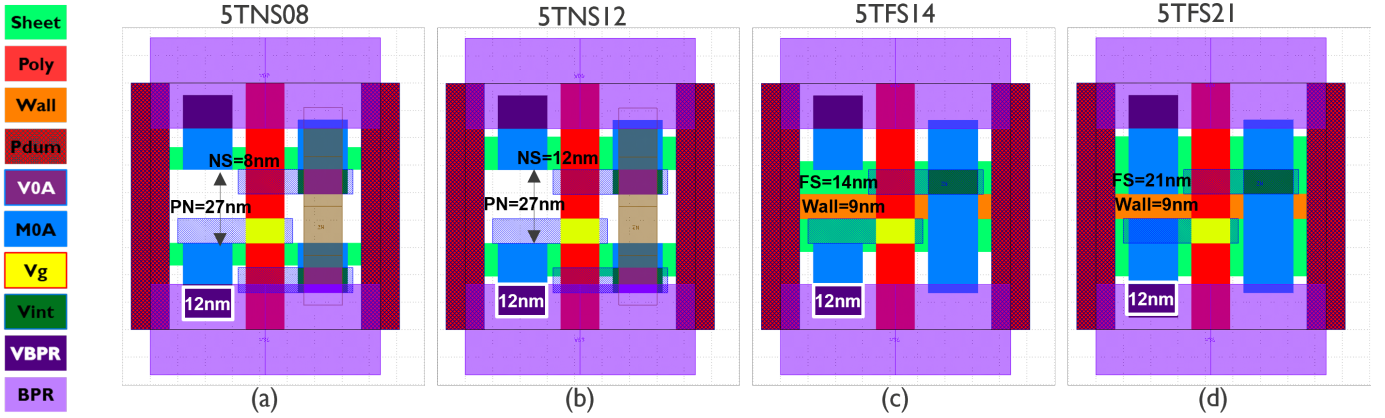 5TNS08 5TNS12 5TFS14 5TFS21
Sheet
Poly
Wall
Pdum
V0A
M0A
Vg
Vint
VBPR
BPR
NS=8nm
PN=27nm
12nm
NS=12nm
PN=27nm
12nm
FS=14nm
Wall=9nm
12nm
FS=21nm
Wall=9nm
12nm
(a) (b) (c) (d)